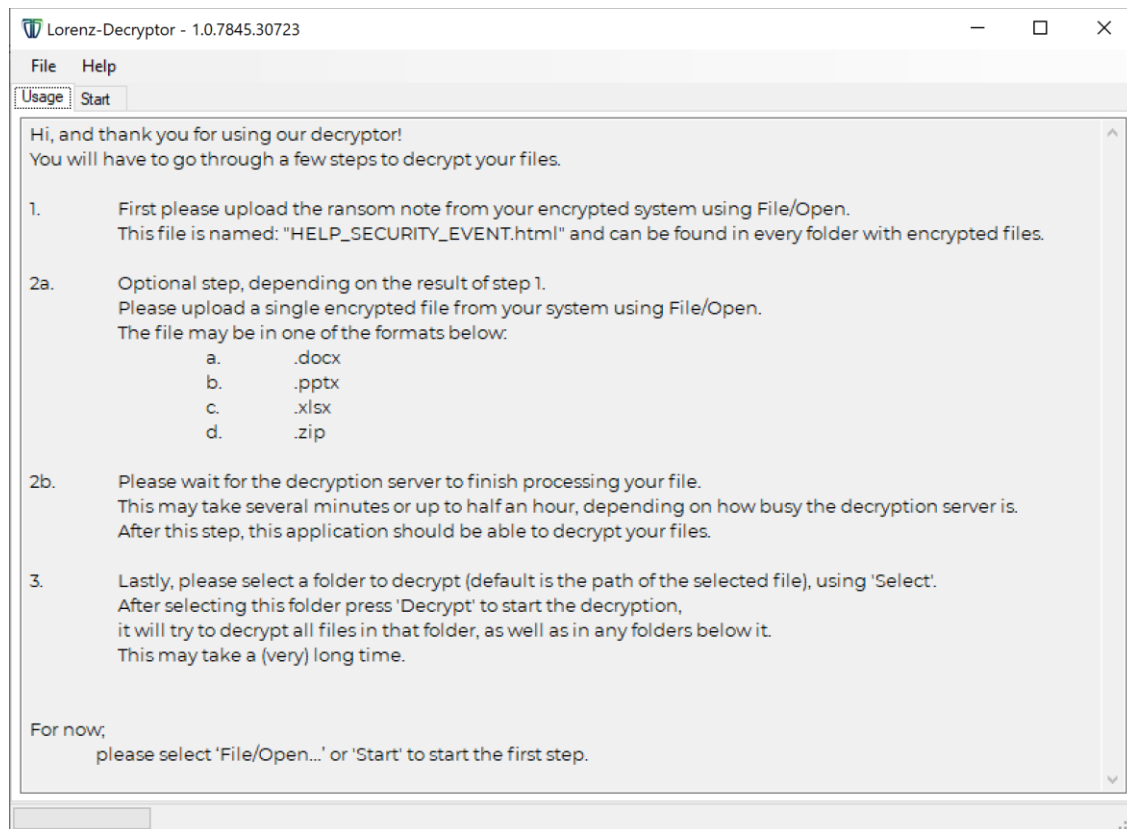 Lorenz-Decryptor - 1.0.7845.30723
File Help
Usage Start
Hi, and thank you for using our decryptor!
You will have to go through a few steps to decrypt your files.
1. First please upload the ransom note from your encrypted system using File/Open.
This file is named: "HELP_SECURITY_EVENT.html" and can be found in every folder with encrypted files.
2a. Optional step, depending on the result of step 1.
Please upload a single encrypted file from your system using File/Open.
The file may be in one of the formats below:
a. .docx
b. .pptx
c. .xlsx
d. .zip
2b. Please wait for the decryption server to finish processing your file.
This may take several minutes or up to half an hour, depending on how busy the decryption server is.
After this step, this application should be able to decrypt your files.
3. Lastly, please select a folder to decrypt (default is the path of the selected file), using 'Select'.
After selecting this folder press 'Decrypt' to start the decryption,
it will try to decrypt all files in that folder, as well as in any folders below it.
This may take a (very) long time.
For now;
please select ‘File/Open...’ or 'Start' to start the first step.